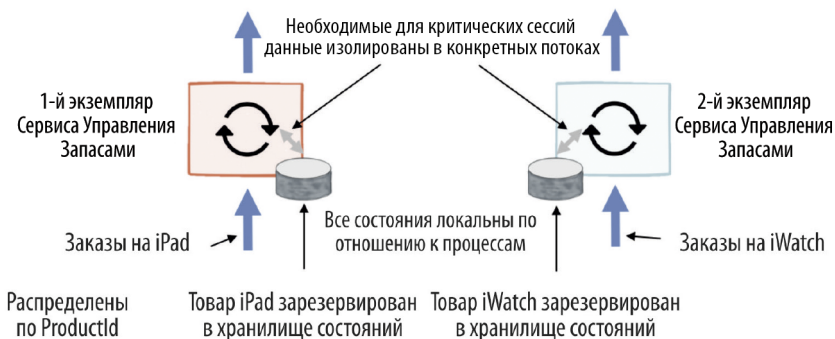 Необходимые для критических сессий
данные изолированы в конкретных потоках
1-й экземпляр
Сервиса Управления
Запасами
2-й экземпляр
Сервиса Управления
Запасами
Заказы на iPad
Все состояния локальны по
отношению к процессам
Заказы на iWatch
Распределены
по ProductId
Товар iPad зарезервирован
в хранилище состояний
Товар iWatch зарезервирован
в хранилище состояний